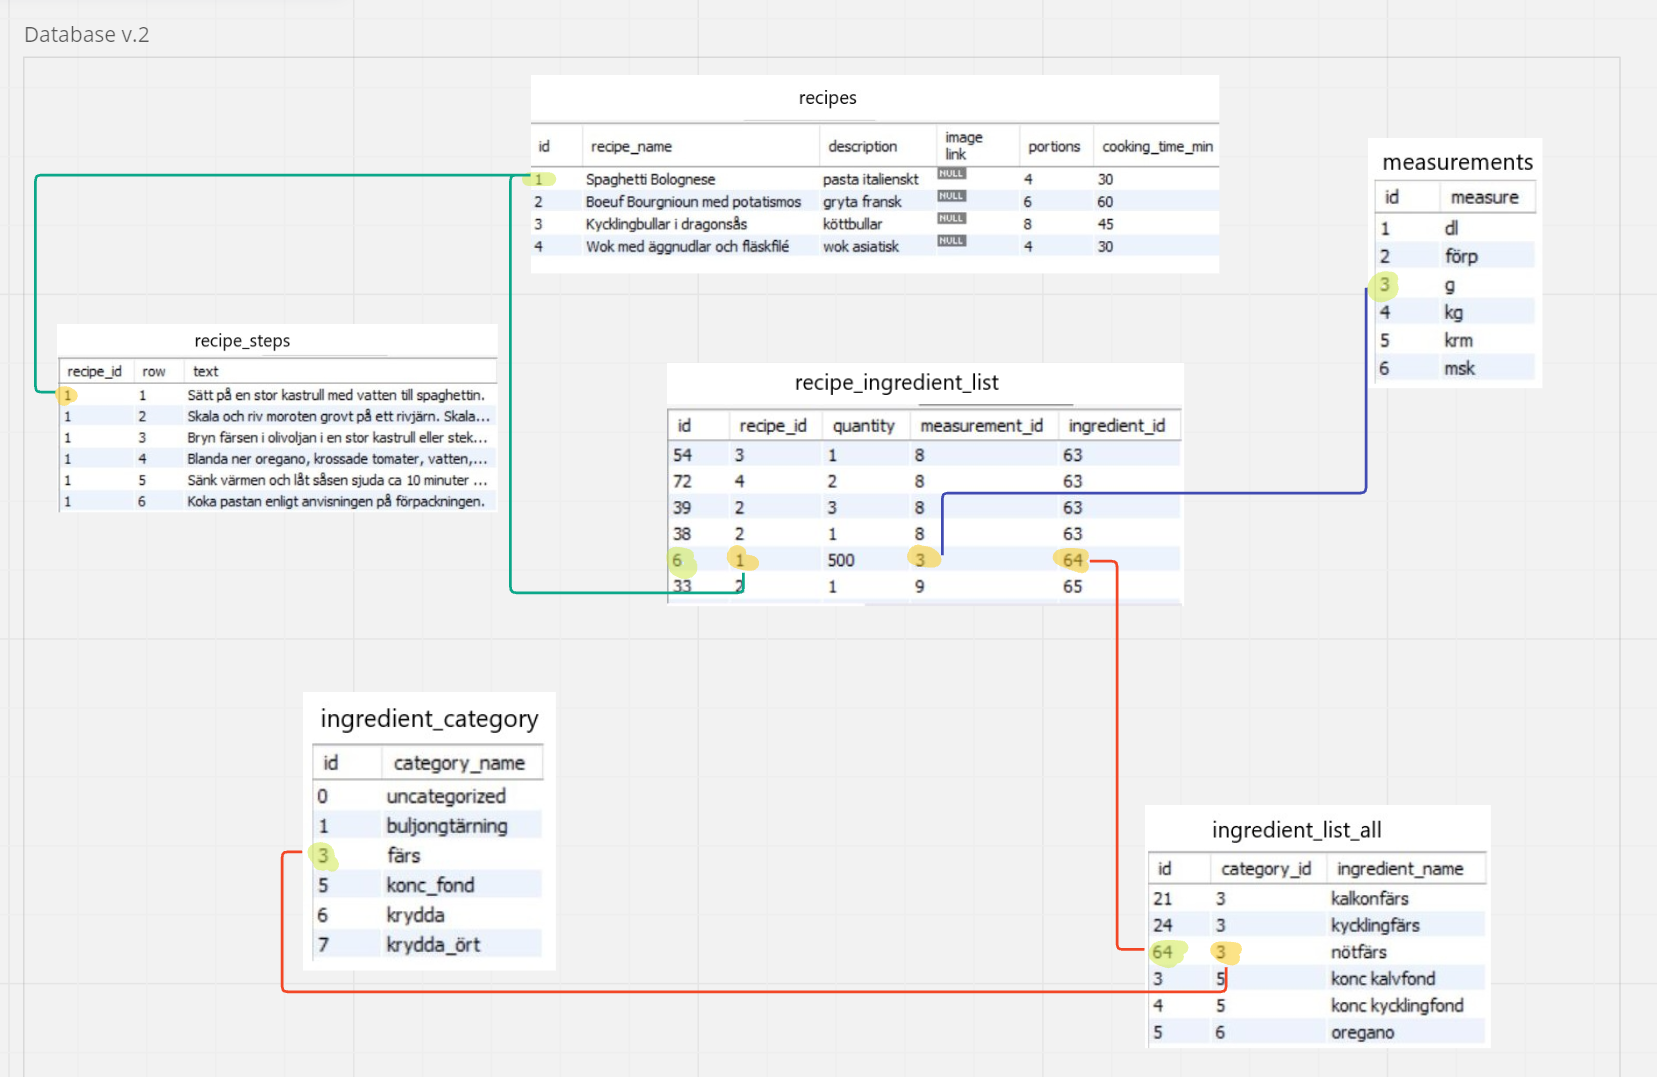 Database v.2
recipes
id recipe_name description image link portions cooking_time_min
1 Spaghetti Bolognese pasta italienskt NULL 4 30
2 Boeuf Bourgnioun med potatismos gryta fransk NULL 6 60
3 Kycklingbullar i dragonsås köttbullar NULL 8 45
4 Wok med äggnudlar och fläskfilé wok asiatisk NULL 4 30
measurements
id measure
1 dl
2 förp
3 g
4 kg
5 krm
6 msk
recipe_steps
recipe_id row text
1 1 Sätt på en stor kastrull med vatten till spaghettin.
1 2 Skala och riv moroten grovt på ett rivjärn. Skala...
1 3 Bryn färsen i olivoljan i en stor kastrull eller stek...
1 4 Blanda ner oregano, krossade tomater, vatten,...
1 5 Sänk värmen och låt såsen sjuda ca 10 minuter ...
1 6 Koka pastan enligt anvisningen på förpackningen.
recipe_ingredient_list
id recipe_id quantity measurement_id ingredient_id
54 3 1 8 63
72 4 2 8 63
39 2 3 8 63
38 2 1 8 63
6 1 500 3 64
33 2 1 9 65
ingredient_category
id category_name
0 uncategorized
1 buljongtärning
3 färs
5 konc_fond
6 krydda
7 krydda_ört
ingredient_list_all
id category_id ingredient_name
21 3 kalkonfärs
24 3 kycklingfärs
64 3 nötfärs
3 5 konc kalvfond
4 5 konc kycklingfond
5 6 oregano